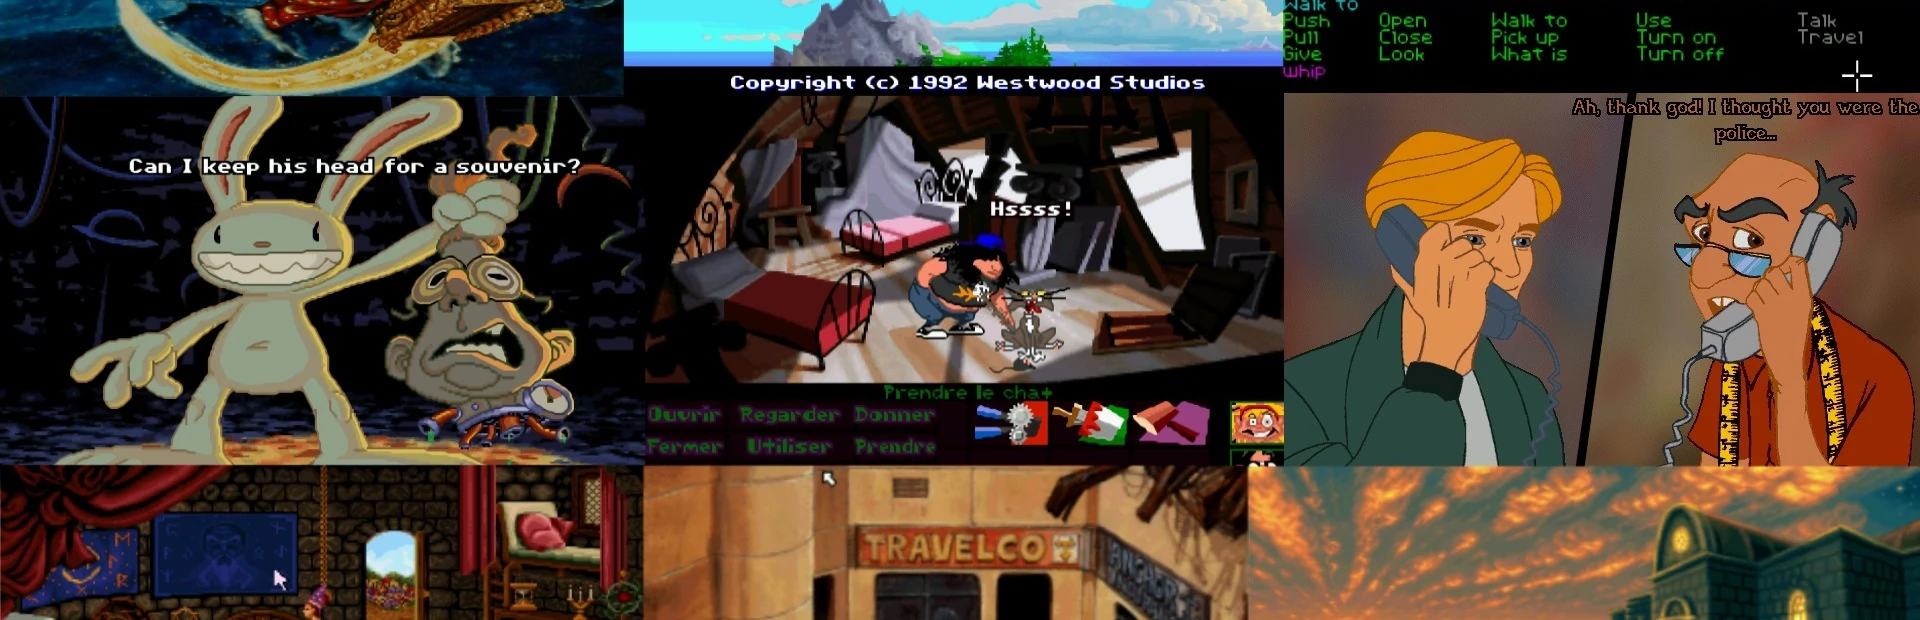 Walk to
Push Open Walk to Use Talk
Pull Close Pick up Turn on Travel
Give Look What is Turn off
whip
Copyright (c) 1992 Westwood Studios
Can I keep his head for a souvenir?
Hssss!
Ah, thank god! I thought you were the
police...
Prendre le chat
Ouvrir Regarder Donner
Fermer Utiliser Prendre
TRAVELCO